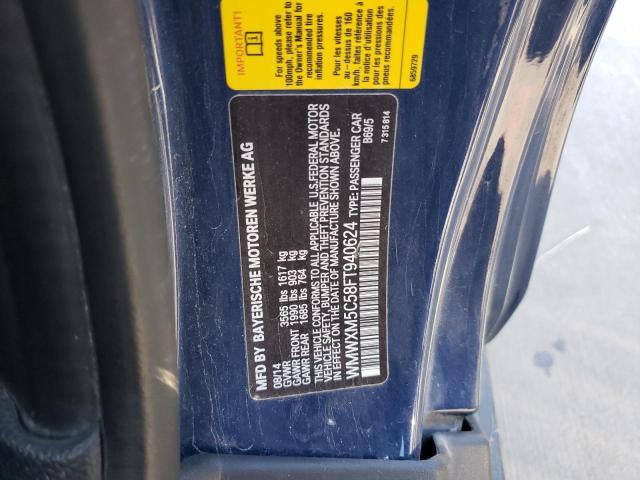 IMPORTANT!
For speeds above
100mph, please refer to
the Owner's Manual for
recommended tire
inflation pressures.
Pour les vitesses
au - dessus de 160
km/h, faites référence à
la notice d'utilisation
pour les pressions des
pneus recommandées.
6859729
MFD BY BAYERISCHE MOTOREN WERKE AG
08/14
GVWR 3565 lbs 1617 kg
GAWR FRONT 1990 lbs 903 kg
GAWR REAR 1685 lbs 764 kg
THIS VEHICLE CONFORMS TO ALL APPLICABLE U.S. FEDERAL MOTOR
VEHICLE SAFETY, BUMPER AND THEFT PREVENTION STANDARDS
IN EFFECT ON THE DATE OF MANUFACTURE SHOWN ABOVE.
WMWXM5C58FT940624 TYPE: PASSENGER CAR
B69/5
7 315 814